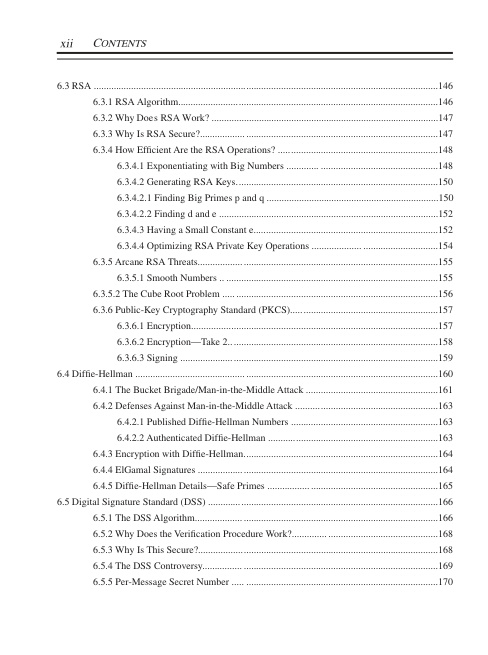 xii CONTENTS
6.3 RSA ........................................................................146
6.3.1 RSA Algorithm........................................................................146
6.3.2 Why Does RSA Work? ........................................................................147
6.3.3 Why Is RSA Secure?........................................................................147
6.3.4 How Efficient Are the RSA Operations? ........................................................................148
6.3.4.1 Exponentiating with Big Numbers ............................................................148
6.3.4.2 Generating RSA Keys........................................................................150
6.3.4.2.1 Finding Big Primes p and q ............................................................150
6.3.4.2.2 Finding d and e ........................................................................152
6.3.4.3 Having a Small Constant e............................................................152
6.3.4.4 Optimizing RSA Private Key Operations ............................................................154
6.3.5 Arcane RSA Threats........................................................................155
6.3.5.1 Smooth Numbers ........................................................................155
6.3.5.2 The Cube Root Problem ........................................................................156
6.3.6 Public-Key Cryptography Standard (PKCS)............................................................157
6.3.6.1 Encryption........................................................................157
6.3.6.2 Encryption—Take 2........................................................................158
6.3.6.3 Signing ........................................................................159
6.4 Diffie-Hellman ........................................................................160
6.4.1 The Bucket Brigade/Man-in-the-Middle Attack ............................................................161
6.4.2 Defenses Against Man-in-the-Middle Attack ............................................................163
6.4.2.1 Published Diffie-Hellman Numbers ............................................................163
6.4.2.2 Authenticated Diffie-Hellman ............................................................163
6.4.3 Encryption with Diffie-Hellman............................................................164
6.4.4 ElGamal Signatures ........................................................................164
6.4.5 Diffie-Hellman Details—Safe Primes ............................................................165
6.5 Digital Signature Standard (DSS) ........................................................................166
6.5.1 The DSS Algorithm........................................................................166
6.5.2 Why Does the Verification Procedure Work?............................................................168
6.5.3 Why Is This Secure?........................................................................168
6.5.4 The DSS Controversy........................................................................169
6.5.5 Per-Message Secret Number ........................................................................170